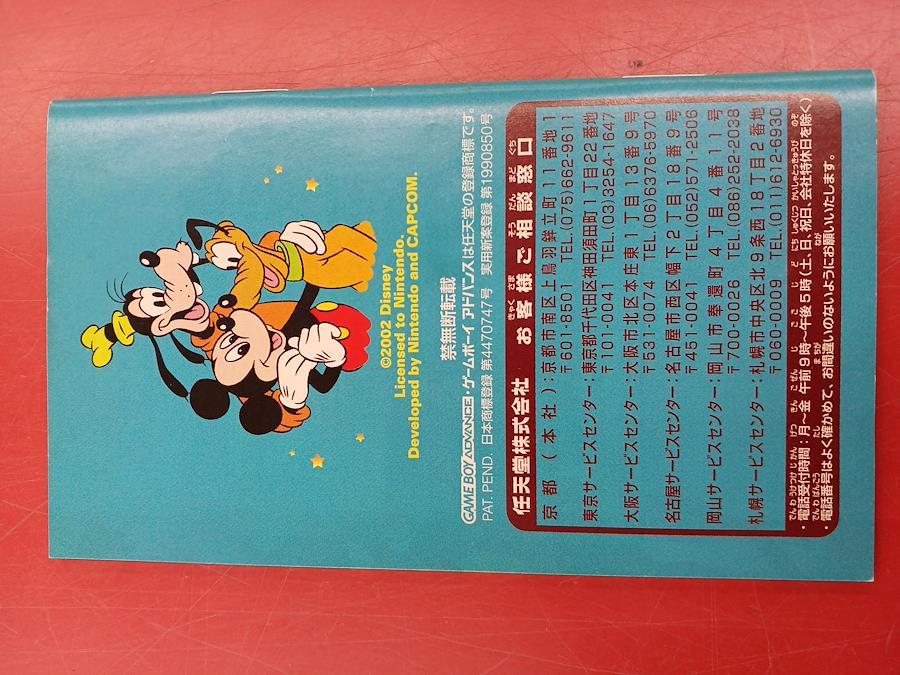 ©2002 Disney
Licensed to Nintendo.
Developed by Nintendo and CAPCOM.
禁無断転載
GAME BOY ADVANCE・ゲームボーイ アドバンスは任天堂の登録商標です。
PAT. PEND. 日本商標登録 第4470747号 実用新案登録 第1990850号
任天堂株式会社 お客様ご相談窓口
京都(本社):京都市南区上鳥羽鉾立町11番地1
〒601-8501 TEL.(075)662-9611
東京サービスセンター:東京都千代田区神田須田町1丁目22番地
〒101-0041 TEL.(03)3254-1647
大阪サービスセンター:大阪市北区本庄東1丁目13番9号
〒531-0074 TEL.(06)6376-5970
名古屋サービスセンター:名古屋市西区幅下2丁目18番9号
〒451-0041 TEL.(052)571-2506
岡山サービスセンター:岡山市奉還町4丁目4番11号
〒700-0026 TEL.(086)252-2038
札幌サービスセンター:札幌市中央区北9条西18丁目2番地
〒060-0009 TEL.(011)612-6930
・電話受付時間:月〜金 午前9時〜午後5時(土、日、祝日、会社特休日を除く)
・電話番号はよく確かめて、お間違いのないようにお願いいたします。